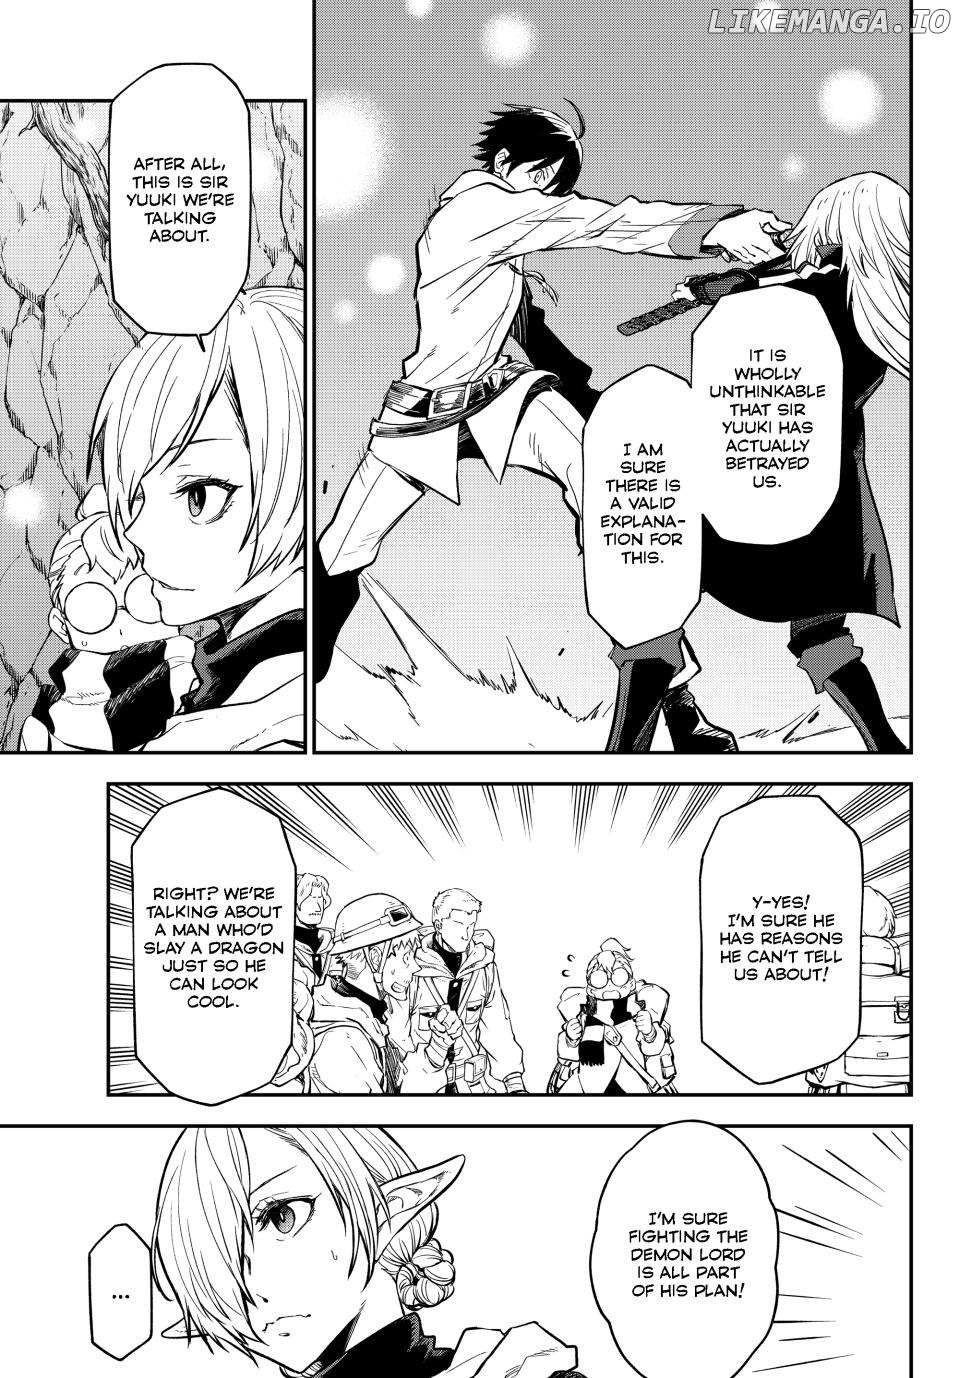 LIKEMANGA.IO
IT IS
WHOLLY
UNTHINKABLE
THAT SIR
YUUKI HAS
ACTUALLY
BETRAYED
US.
I AM
SURE
THERE IS
A VALID
EXPLANA-
TION FOR
THIS.
AFTER ALL,
THIS IS SIR
YUUKI WE'RE
TALKING
ABOUT.
Y-YES!
I'M SURE HE
HAS REASONS
HE CAN'T TELL
US ABOUT!
RIGHT? WE'RE
TALKING ABOUT
A MAN WHO'D
SLAY A DRAGON
JUST SO HE
CAN LOOK
COOL.
I'M SURE
FIGHTING THE
DEMON LORD
IS ALL PART
OF HIS PLAN!
...